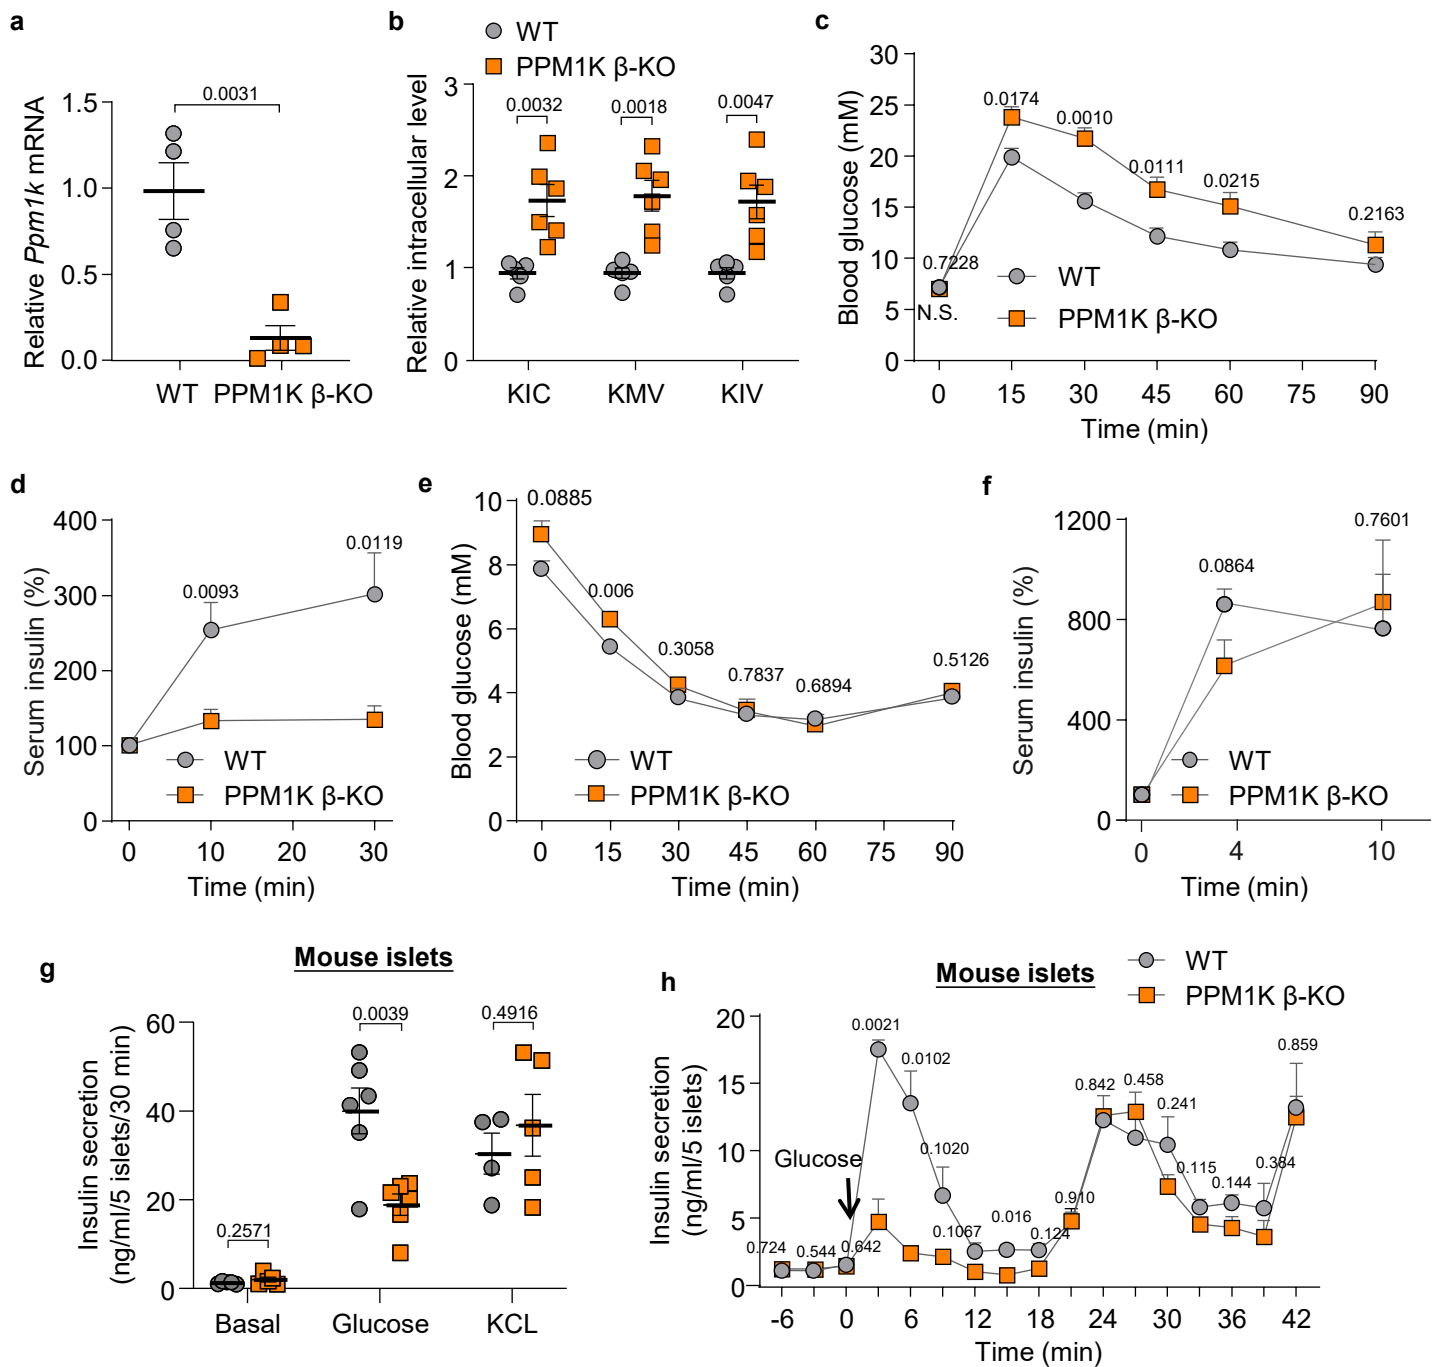 a
0.0031
1.5
1.0
0.5
0.0
Relative Ppm1k mRNA
WT
PPM1K β-KO
b
WT
PPM1K β-KO
0.0032
0.0018
0.0047
3
2
1
0
Relative intracellular level
KIC
KMV
KIV
c
30
25
20
15
10
5
0
Blood glucose (mM)
0.0174
0.0010
0.0111
0.0215
0.2163
0.7228
N.S.
WT
PPM1K β-KO
0
15
30
45
60
75
90
Time (min)
d
400
300
200
100
0
Serum insulin (%)
0.0093
0.0119
WT
PPM1K β-KO
0
10
20
30
Time (min)
e
10
8
6
4
2
0
Blood glucose (mM)
0.0885
0.006
0.3058
0.7837
0.6894
0.5126
WT
PPM1K β-KO
0
15
30
45
60
75
90
Time (min)
f
1200
800
400
0
Serum insulin (%)
0.0864
0.7601
WT
PPM1K β-KO
0
4
10
Time (min)
g
Mouse islets
60
40
20
0
Insulin secretion
(ng/ml/5 islets/30 min)
0.2571
0.0039
0.4916
Basal
Glucose
KCL
h
Mouse islets
WT
PPM1K β-KO
20
15
10
5
0
Insulin secretion
(ng/ml/5 islets)
Glucose
0.724
0.544
0.642
0.0021
0.0102
0.1020
0.1067
0.016
0.124
0.910
0.842
0.458
0.241
0.115
0.144
0.384
0.859
-6
0
6
12
18
24
30
36
42
Time (min)